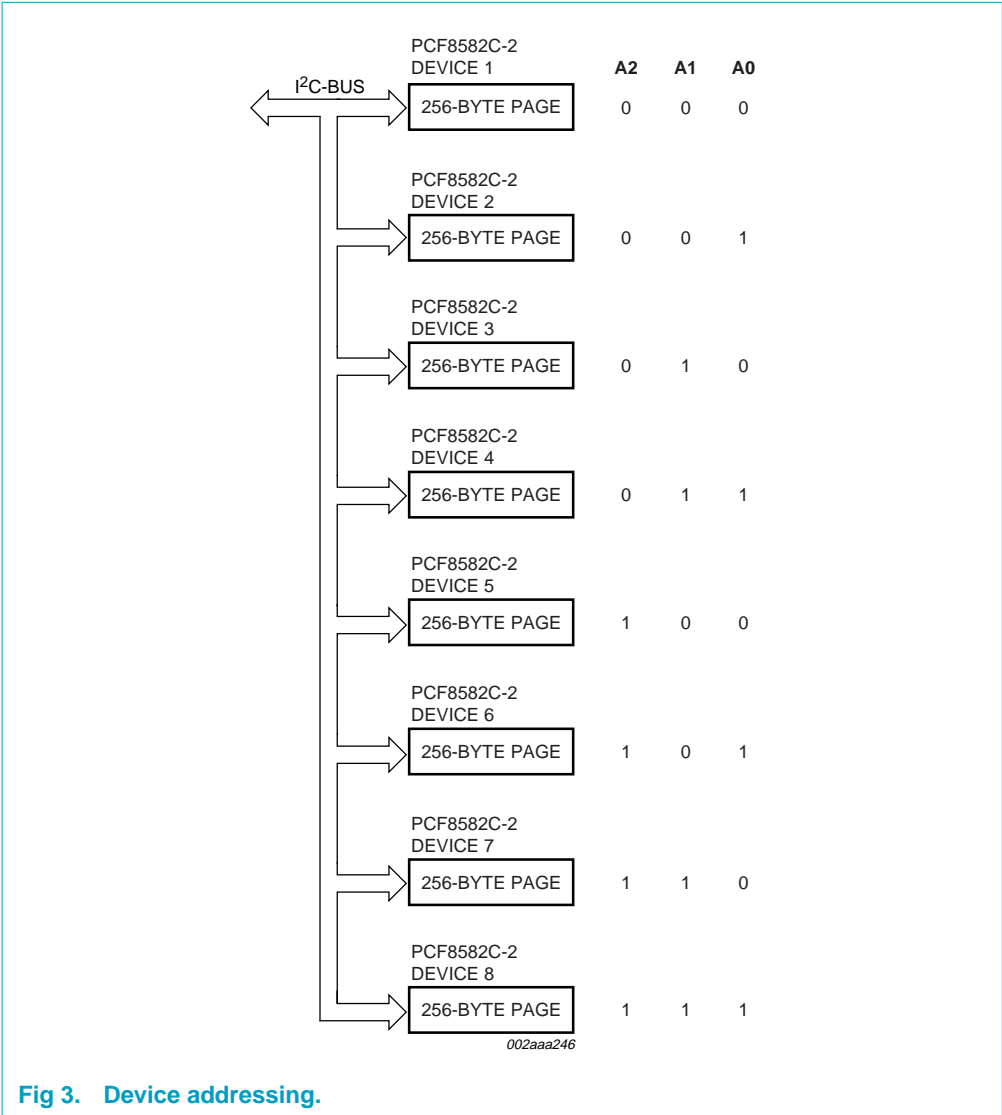 PCF8582C-2
DEVICE 1 A2 A1 A0
I2C-BUS
256-BYTE PAGE 0 0 0
PCF8582C-2
DEVICE 2
256-BYTE PAGE 0 0 1
PCF8582C-2
DEVICE 3
256-BYTE PAGE 0 1 0
PCF8582C-2
DEVICE 4
256-BYTE PAGE 0 1 1
PCF8582C-2
DEVICE 5
256-BYTE PAGE 1 0 0
PCF8582C-2
DEVICE 6
256-BYTE PAGE 1 0 1
PCF8582C-2
DEVICE 7
256-BYTE PAGE 1 1 0
PCF8582C-2
DEVICE 8
256-BYTE PAGE 1 1 1
002aaa246
Fig 3. Device addressing.